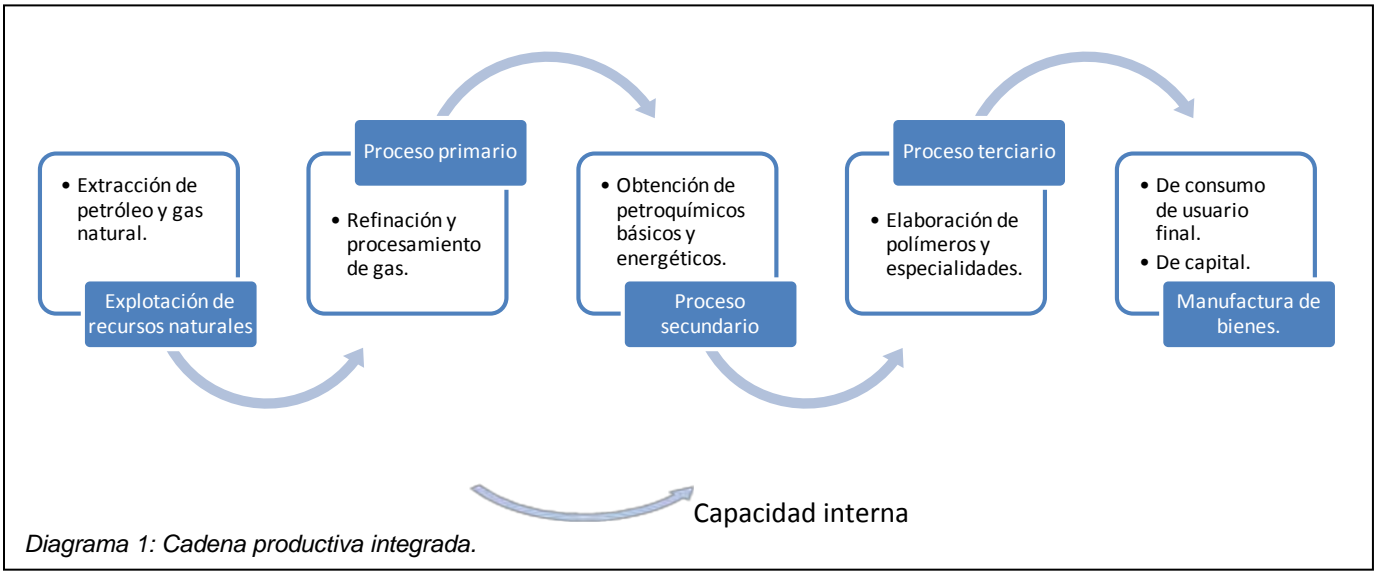 • Extracción de
petróleo y gas
natural.
Explotación de
recursos naturales
Proceso primario
• Refinación y
procesamiento
de gas.
• Obtención de
petroquímicos
básicos y
energéticos.
Proceso
secundario
Proceso terciario
• Elaboración de
polímeros y
especialidades.
• De consumo
de usuario
final.
• De capital.
Manufactura de
bienes.
Capacidad interna
Diagrama 1: Cadena productiva integrada.